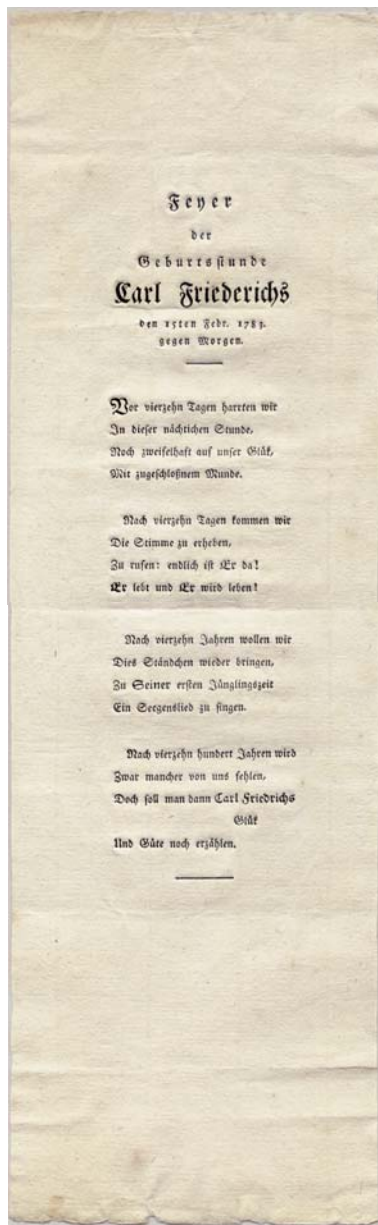 Feyer
der
Geburtsstunde
Carl Friederichs
den 15ten Febr. 1783.
gegen Morgen.
Vor vierzehn Tagen harrten wir
In dieser nächtlichen Stunde,
Noch zweifelhaft auf unser Glük,
Mit zugeschloßnem Munde.
Nach vierzehn Tagen kommen wir
Die Stimme zu erheben,
Zu rufen: endlich ist Er da!
Er lebt und Er wird leben!
Nach vierzehn Jahren wollen wir
Dies Ständchen wieder bringen,
Zu Seiner ersten Jünglingszeit
Ein Seegenslied zu singen.
Nach vierzehn hundert Jahren wird
Zwar mancher von uns fehlen,
Doch soll man dann Carl Friedrichs
Glük
Und Güte noch erzählen.